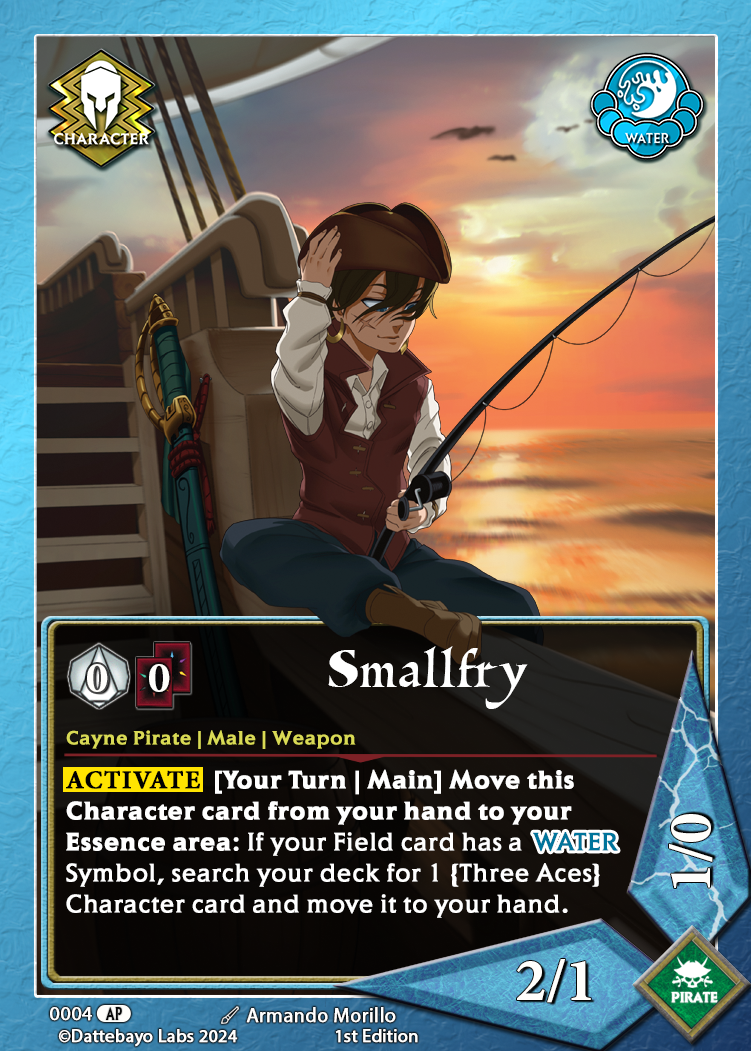 CHARACTER
WATER
0
0
Smallfry
Cayne Pirate | Male | Weapon
ACTIVATE [Your Turn | Main] Move this
Character card from your hand to your
Essence area: If your Field card has a WATER
Symbol, search your deck for 1 {Three Aces}
Character card and move it to your hand.
1/0
2/1
PIRATE
0004 AP
Armando Morillo
©Dattebayo Labs 2024
1st Edition